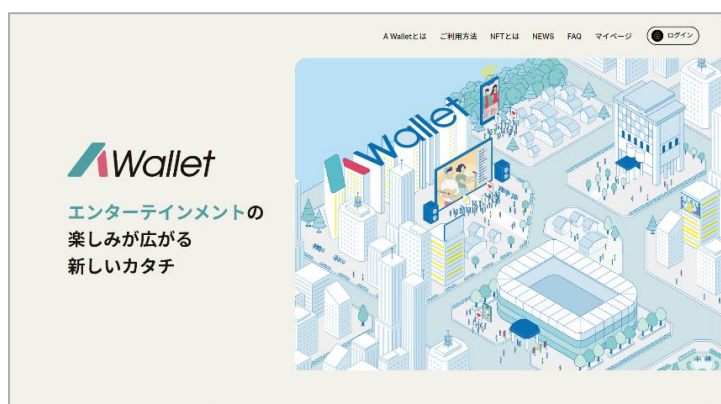 A Walletとは ご利用方法 NFTとは NEWS FAQ マイページ ログイン
A Wallet
Wallet
エンターテインメントの
楽しみが広がる
新しいカタチ